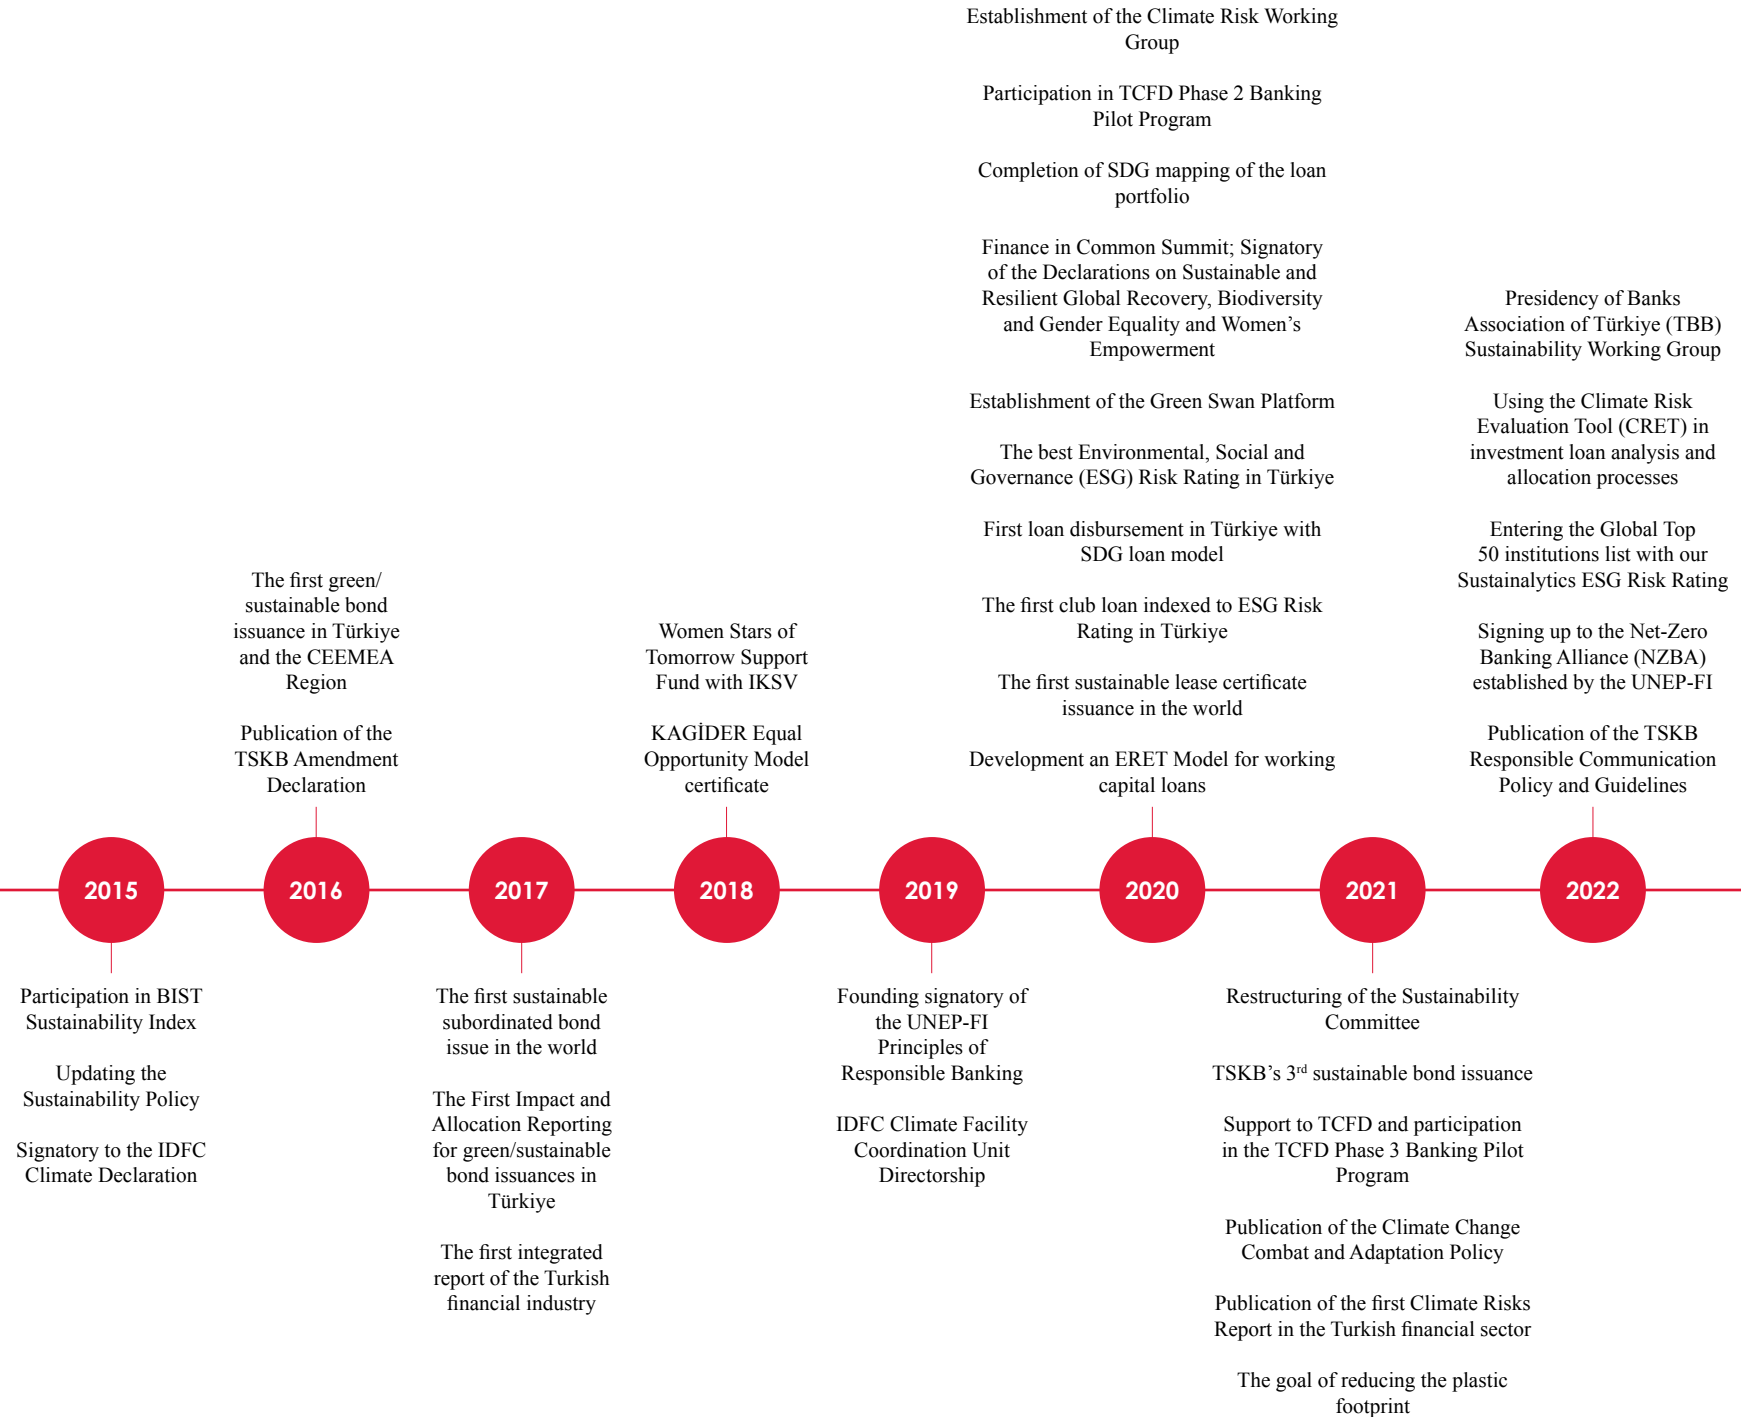 Establishment of the Climate Risk Working
Group
Participation in TCFD Phase 2 Banking
Pilot Program
Completion of SDG mapping of the loan
portfolio
Finance in Common Summit; Signatory
of the Declarations on Sustainable and
Resilient Global Recovery, Biodiversity
and Gender Equality and Women’s
Empowerment
Establishment of the Green Swan Platform
The best Environmental, Social and
Governance (ESG) Risk Rating in Türkiye
First loan disbursement in Türkiye with
SDG loan model
The first club loan indexed to ESG Risk
Rating in Türkiye
The first sustainable lease certificate
issuance in the world
Development an ERET Model for working
capital loans
Presidency of Banks
Association of Türkiye (TBB)
Sustainability Working Group
Using the Climate Risk
Evaluation Tool (CRET) in
investment loan analysis and
allocation processes
Entering the Global Top
50 institutions list with our
Sustainalytics ESG Risk Rating
Signing up to the Net-Zero
Banking Alliance (NZBA)
established by the UNEP-FI
Publication of the TSKB
Responsible Communication
Policy and Guidelines
The first green/
sustainable bond
issuance in Türkiye
and the CEEMEA
Region
Publication of the
TSKB Amendment
Declaration
Women Stars of
Tomorrow Support
Fund with IKSV
KAGİDER Equal
Opportunity Model
certificate
2015
2016
2017
2018
2019
2020
2021
2022
Participation in BIST
Sustainability Index
Updating the
Sustainability Policy
Signatory to the IDFC
Climate Declaration
The first sustainable
subordinated bond
issue in the world
The First Impact and
Allocation Reporting
for green/sustainable
bond issuances in
Türkiye
The first integrated
report of the Turkish
financial industry
Founding signatory of
the UNEP-FI
Principles of
Responsible Banking
IDFC Climate Facility
Coordination Unit
Directorship
Restructuring of the Sustainability
Committee
TSKB’s 3rd sustainable bond issuance
Support to TCFD and participation
in the TCFD Phase 3 Banking Pilot
Program
Publication of the Climate Change
Combat and Adaptation Policy
Publication of the first Climate Risks
Report in the Turkish financial sector
The goal of reducing the plastic
footprint